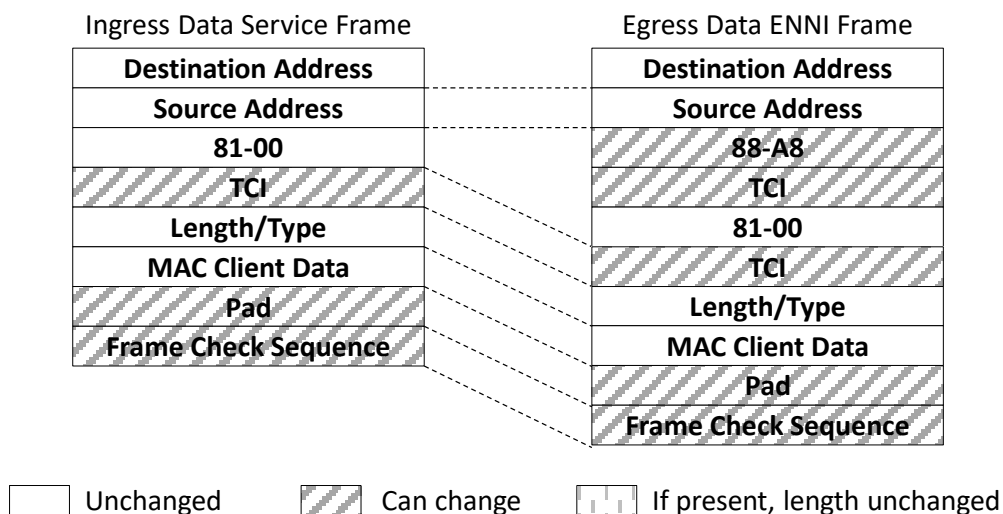 Ingress Data Service Frame
Destination Address
Source Address
81-00
TCI
Length/Type
MAC Client Data
Pad
Frame Check Sequence
Egress Data ENNI Frame
Destination Address
Source Address
88-A8
TCI
81-00
TCI
Length/Type
MAC Client Data
Pad
Frame Check Sequence
Unchanged
Can change
If present, length unchanged